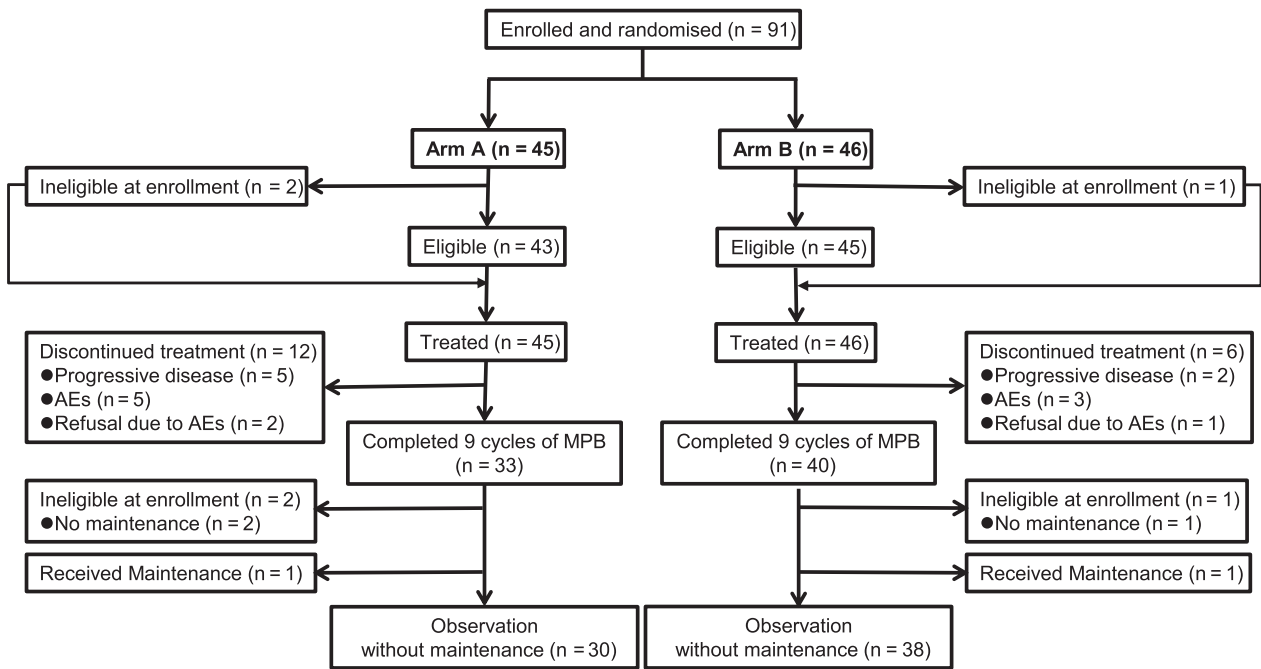 Enrolled and randomised (n = 91)
Arm A (n = 45)
Arm B (n = 46)
Ineligible at enrollment (n = 2)
Ineligible at enrollment (n = 1)
Eligible (n = 43)
Eligible (n = 45)
Treated (n = 45)
Treated (n = 46)
Discontinued treatment (n = 12)
●Progressive disease (n = 5)
●AEs (n = 5)
●Refusal due to AEs (n = 2)
Discontinued treatment (n = 6)
●Progressive disease (n = 2)
●AEs (n = 3)
●Refusal due to AEs (n = 1)
Completed 9 cycles of MPB
(n = 33)
Completed 9 cycles of MPB
(n = 40)
Ineligible at enrollment (n = 2)
●No maintenance (n = 2)
Ineligible at enrollment (n = 1)
●No maintenance (n = 1)
Received Maintenance (n = 1)
Received Maintenance (n = 1)
Observation
without maintenance (n = 30)
Observation
without maintenance (n = 38)